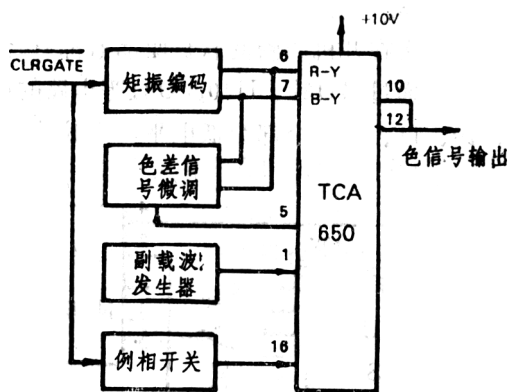 +10V
CLRGATE
矩振编码
6
7
R-Y
B-Y
10
12
色信号输出
色差信
号微调
5
TCA
650
副载波
发生器
1
例相开关
16